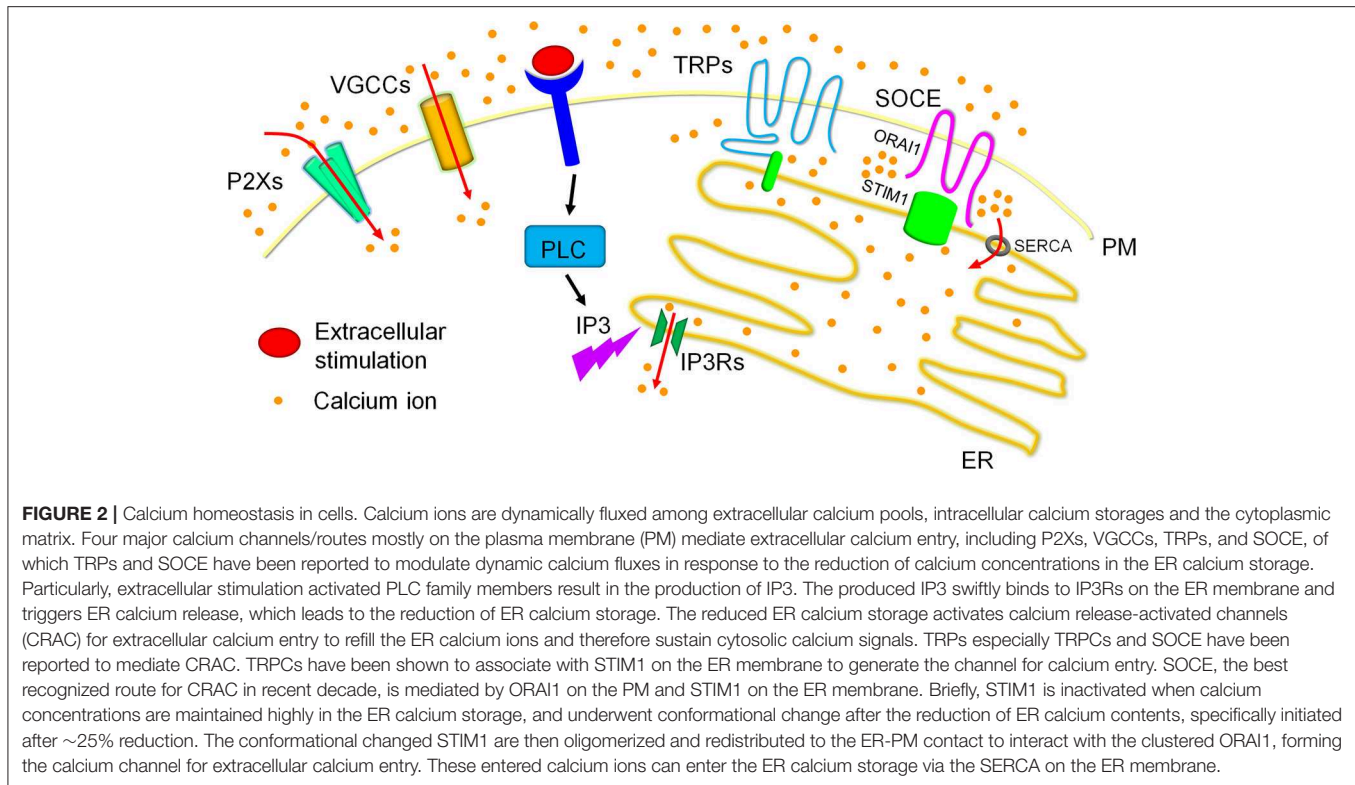 TRPs
VGCCs
SOCE
ORAI1
P2Xs
STIM1
SERCA
PM
PLC
IP3
IP3Rs
Extracellular
stimulation
Calcium ion
ER
FIGURE 2 | Calcium homeostasis in cells. Calcium ions are dynamically fluxed among extracellular calcium pools, intracellular calcium storages and the cytoplasmic
matrix. Four major calcium channels/routes mostly on the plasma membrane (PM) mediate extracellular calcium entry, including P2Xs, VGCCs, TRPs, and SOCE, of
which TRPs and SOCE have been reported to modulate dynamic calcium fluxes in response to the reduction of calcium concentrations in the ER calcium storage.
Particularly, extracellular stimulation activated PLC family members result in the production of IP3. The produced IP3 swiftly binds to IP3Rs on the ER membrane and
triggers ER calcium release, which leads to the reduction of ER calcium storage. The reduced ER calcium storage activates calcium release-activated channels
(CRAC) for extracellular calcium entry to refill the ER calcium ions and therefore sustain cytosolic calcium signals. TRPs especially TRPCs and SOCE have been
reported to mediate CRAC. TRPCs have been shown to associate with STIM1 on the ER membrane to generate the channel for calcium entry. SOCE, the best
recognized route for CRAC in recent decade, is mediated by ORAI1 on the PM and STIM1 on the ER membrane. Briefly, STIM1 is inactivated when calcium
concentrations are maintained highly in the ER calcium storage, and underwent conformational change after the reduction of ER calcium contents, specifically initiated
after ∼25% reduction. The conformational changed STIM1 are then oligomerized and redistributed to the ER-PM contact to interact with the clustered ORAI1, forming
the calcium channel for extracellular calcium entry. These entered calcium ions can enter the ER calcium storage via the SERCA on the ER membrane.